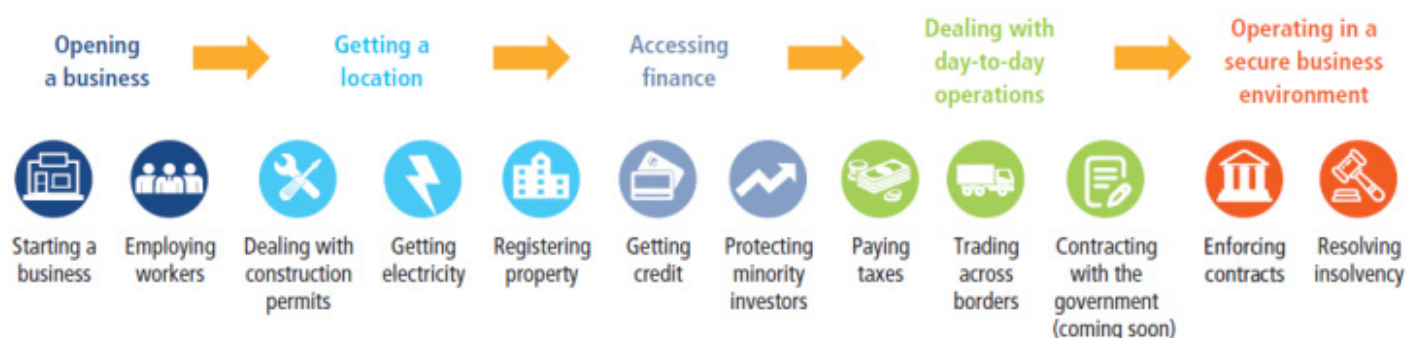 Opening
a business
Getting a
location
Accessing
finance
Dealing with
day-to-day
operations
Operating in a
secure business
environment
Starting a
business
Employing
workers
Dealing with
construction
permits
Getting
electricity
Registering
property
Getting
credit
Protecting
minority
investors
Paying
taxes
Trading
across
borders
Contracting
with the
government
(coming soon)
Enforcing
contracts
Resolving
insolvency